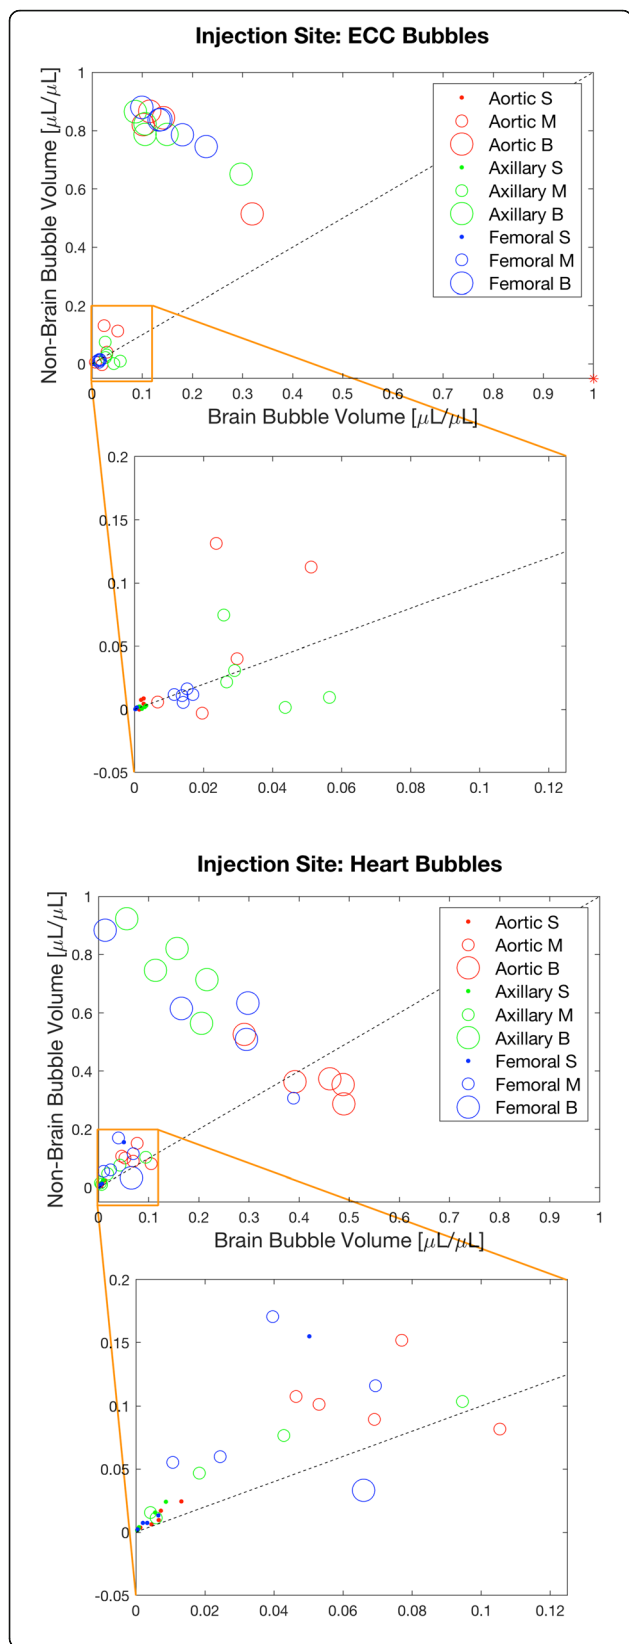 Injection Site: ECC Bubbles
Non-Brain Bubble Volume [μL/μL]
1
0.8
0.6
0.4
0.2
0
Aortic S
Aortic M
Aortic B
Axillary S
Axillary M
Axillary B
Femoral S
Femoral M
Femoral B
0 0.1 0.2 0.3 0.4 0.5 0.6 0.7 0.8 0.9 1
Brain Bubble Volume [μL/μL]
0.2
0.15
0.1
0.05
0
-0.05
0 0.02 0.04 0.06 0.08 0.1 0.12
Injection Site: Heart Bubbles
Non-Brain Bubble Volume [μL/μL]
1
0.8
0.6
0.4
0.2
0
Aortic S
Aortic M
Aortic B
Axillary S
Axillary M
Axillary B
Femoral S
Femoral M
Femoral B
0 0.1 0.2 0.3 0.4 0.5 0.6 0.7 0.8 0.9 1
Brain Bubble Volume [μL/μL]
0.2
0.15
0.1
0.05
0
-0.05
0 0.02 0.04 0.06 0.08 0.1 0.12